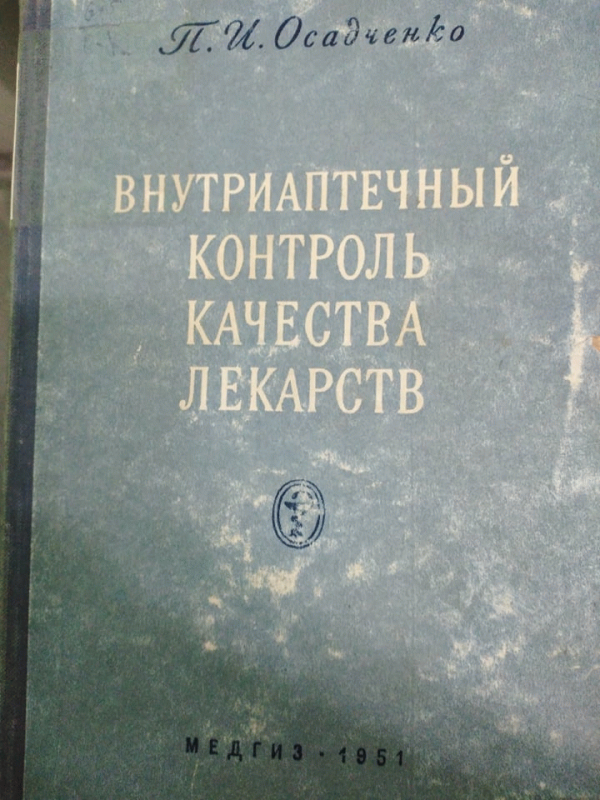 П. И. Осадченко
ВНУТРИАПТЕЧНЫЙ
КОНТРОЛЬ
КАЧЕСТВА
ЛЕКАРСТВ
МЕДГИЗ · 1951